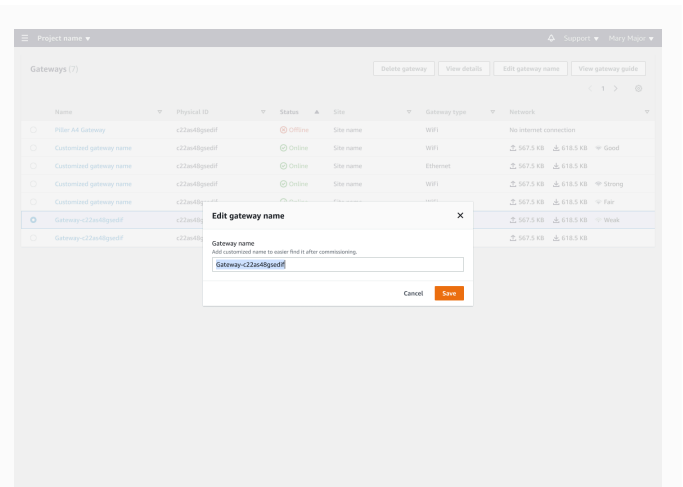 Project name
Support
Mary Major
Gateways (7)
Delete gateway
View details
Edit gateway name
View gateway guide
1
Name Physical ID Status Site Gateway type Network
Miler A4 Gateway c22as48gsedif Offline Site name WiFi No internet connection
Customized gateway name c22as48gsedif Online Site name WiFi 567.5 KB 618.5 KB Good
Customized gateway name c22as48gsedif Online Site name Ethernet 567.5 KB 618.5 KB
Customized gateway name c22as48gsedif Online Site name WiFi 567.5 KB 618.5 KB Strong
Customized gateway name 567.5 KB 618.5 KB Fair
Gateway-c22as48gsedif 567.5 KB 618.5 KB Weak
Gateway-c22as48gsedif 567.5 KB 618.5 KB
Edit gateway name
Gateway name
Add customized name to easier find it after commisioning.
Gateway-c22as48gsedif
Cancel
Save